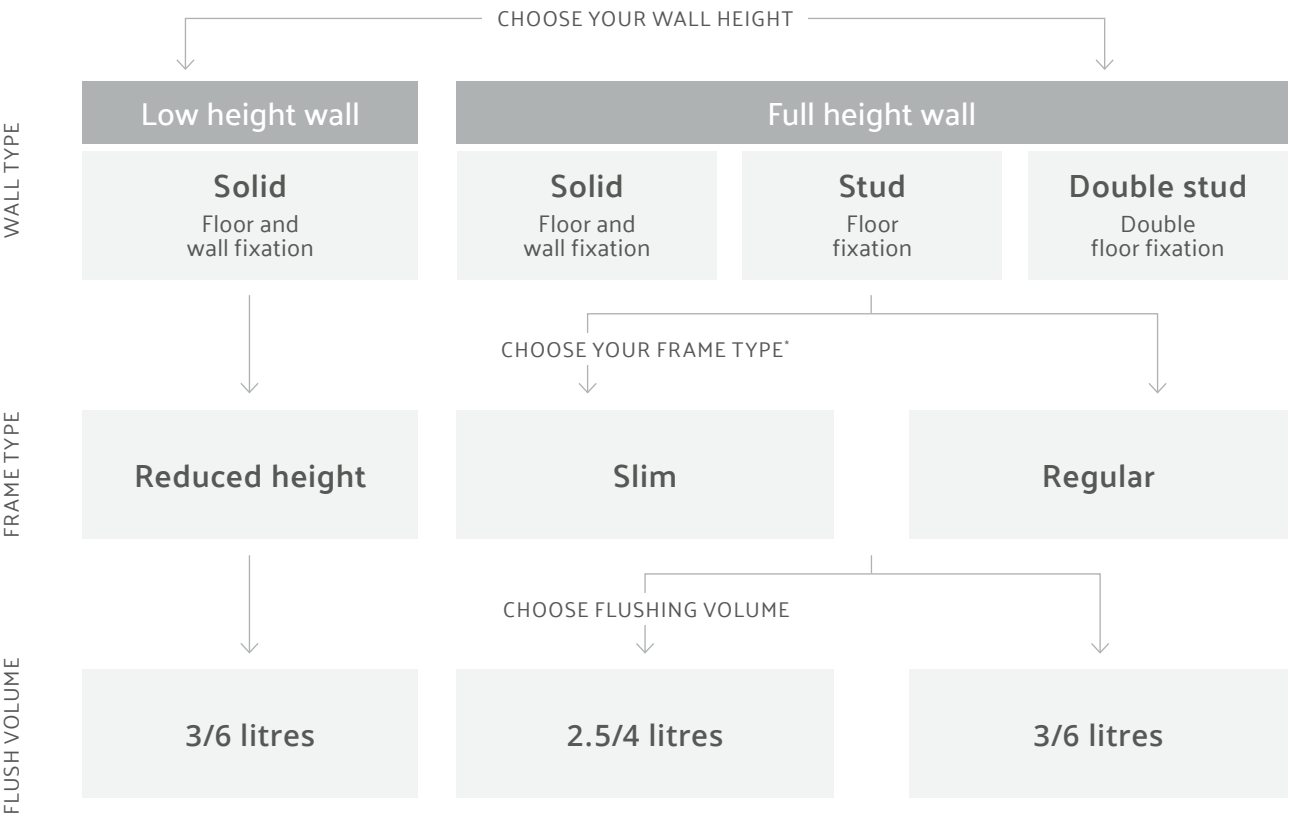 CHOOSE YOUR WALL HEIGHT
WALL TYPE
Low height wall
Full height wall
Solid
Floor and
wall fixation
Solid
Floor and
wall fixation
Stud
Floor
fixation
Double stud
Double
floor fixation
CHOOSE YOUR FRAME TYPE*
FRAME TYPE
Reduced height
Slim
Regular
CHOOSE FLUSHING VOLUME
FLUSH VOLUME
3/6 litres
2.5/4 litres
3/6 litres